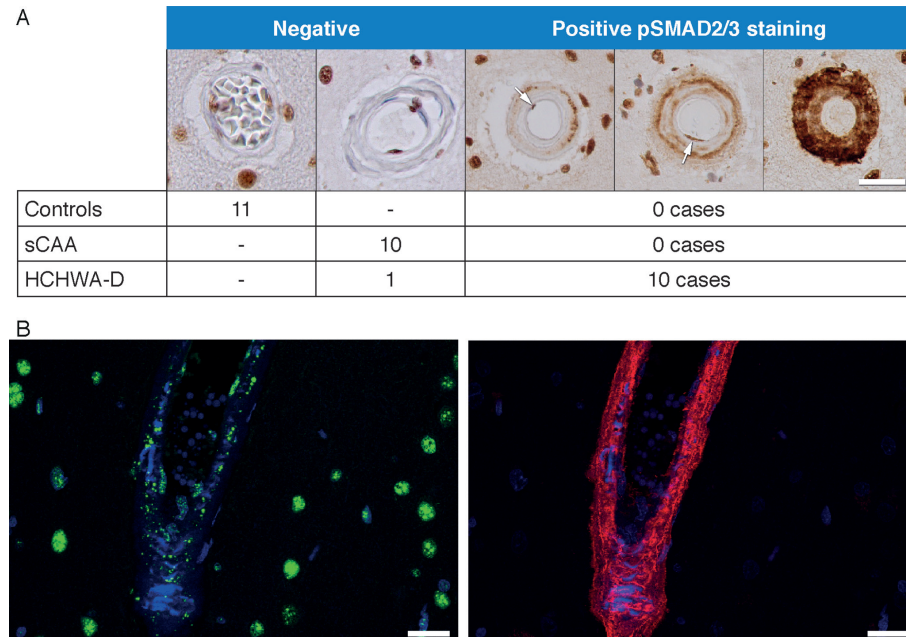 A
Negative Positive pSMAD2/3 staining
Controls 11 - 0 cases
sCAA - 10 0 cases
HCHWA-D - 1 10 cases
B